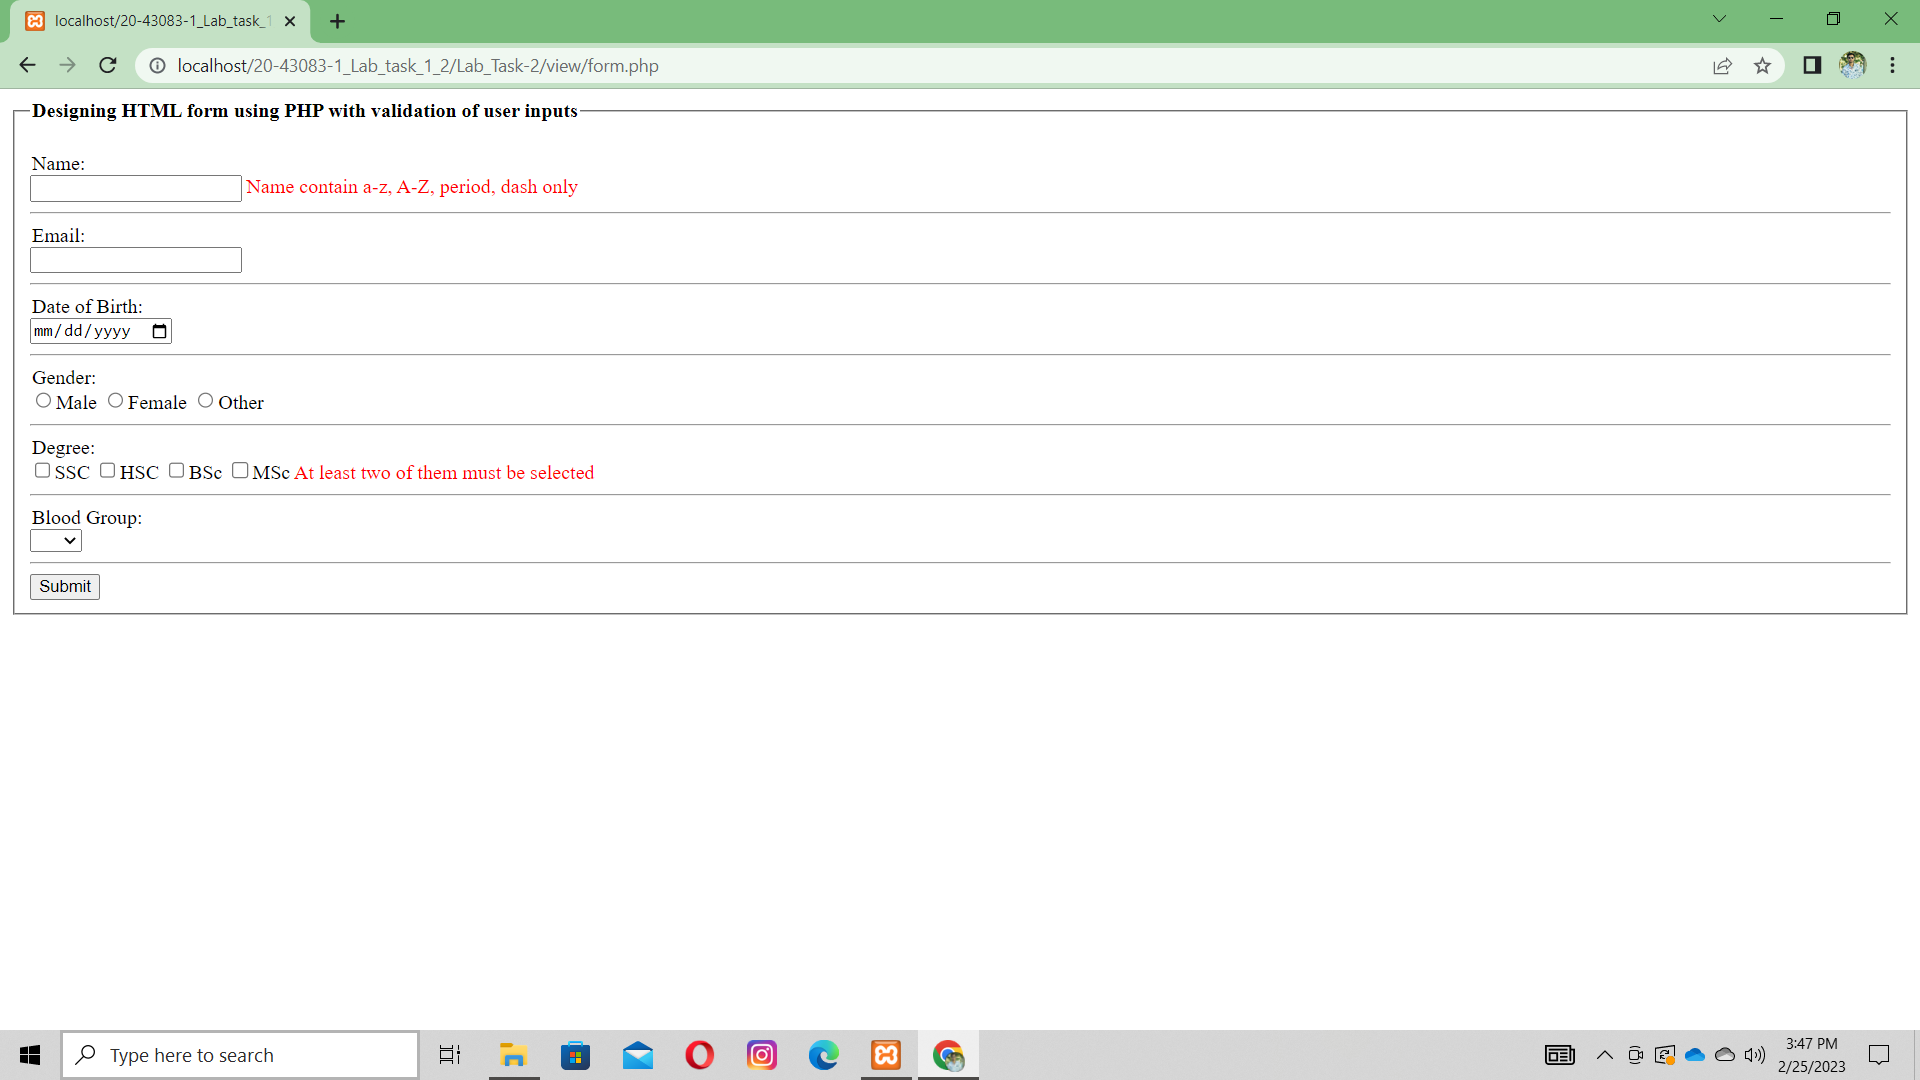 localhost/20-43083-1_Lab_task_1
localhost/20-43083-1_Lab_task_1_2/Lab_Task-2/view/form.php
Designing HTML form using PHP with validation of user inputs
Name:
Name contain a-z, A-Z, period, dash only
Email:
Date of Birth:
mm/dd/yyyy
Gender:
Male Female Other
Degree:
SSC HSC BSc MSc At least two of them must be selected
Blood Group:
Submit
Type here to search
3:47 PM
2/25/2023